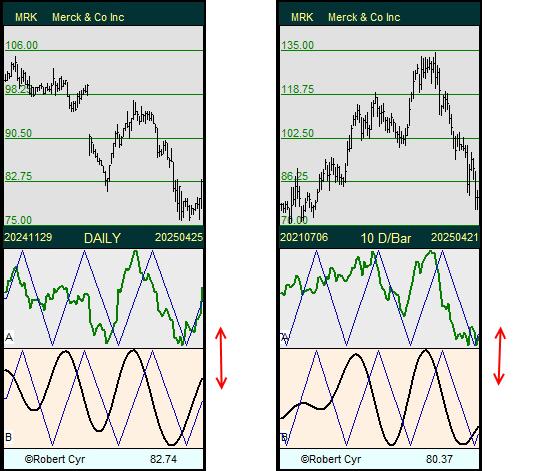 MRK Merck & Co Inc
106.00
98.25
90.50
82.75
75.00
20241129 DAILY 20250425
A
B
©Robert Cyr 82.74
MRK Merck & Co Inc
135.00
118.75
102.50
86.25
70.00
20210706 10 D/Bar 20250421
A
B
©Robert Cyr 80.37